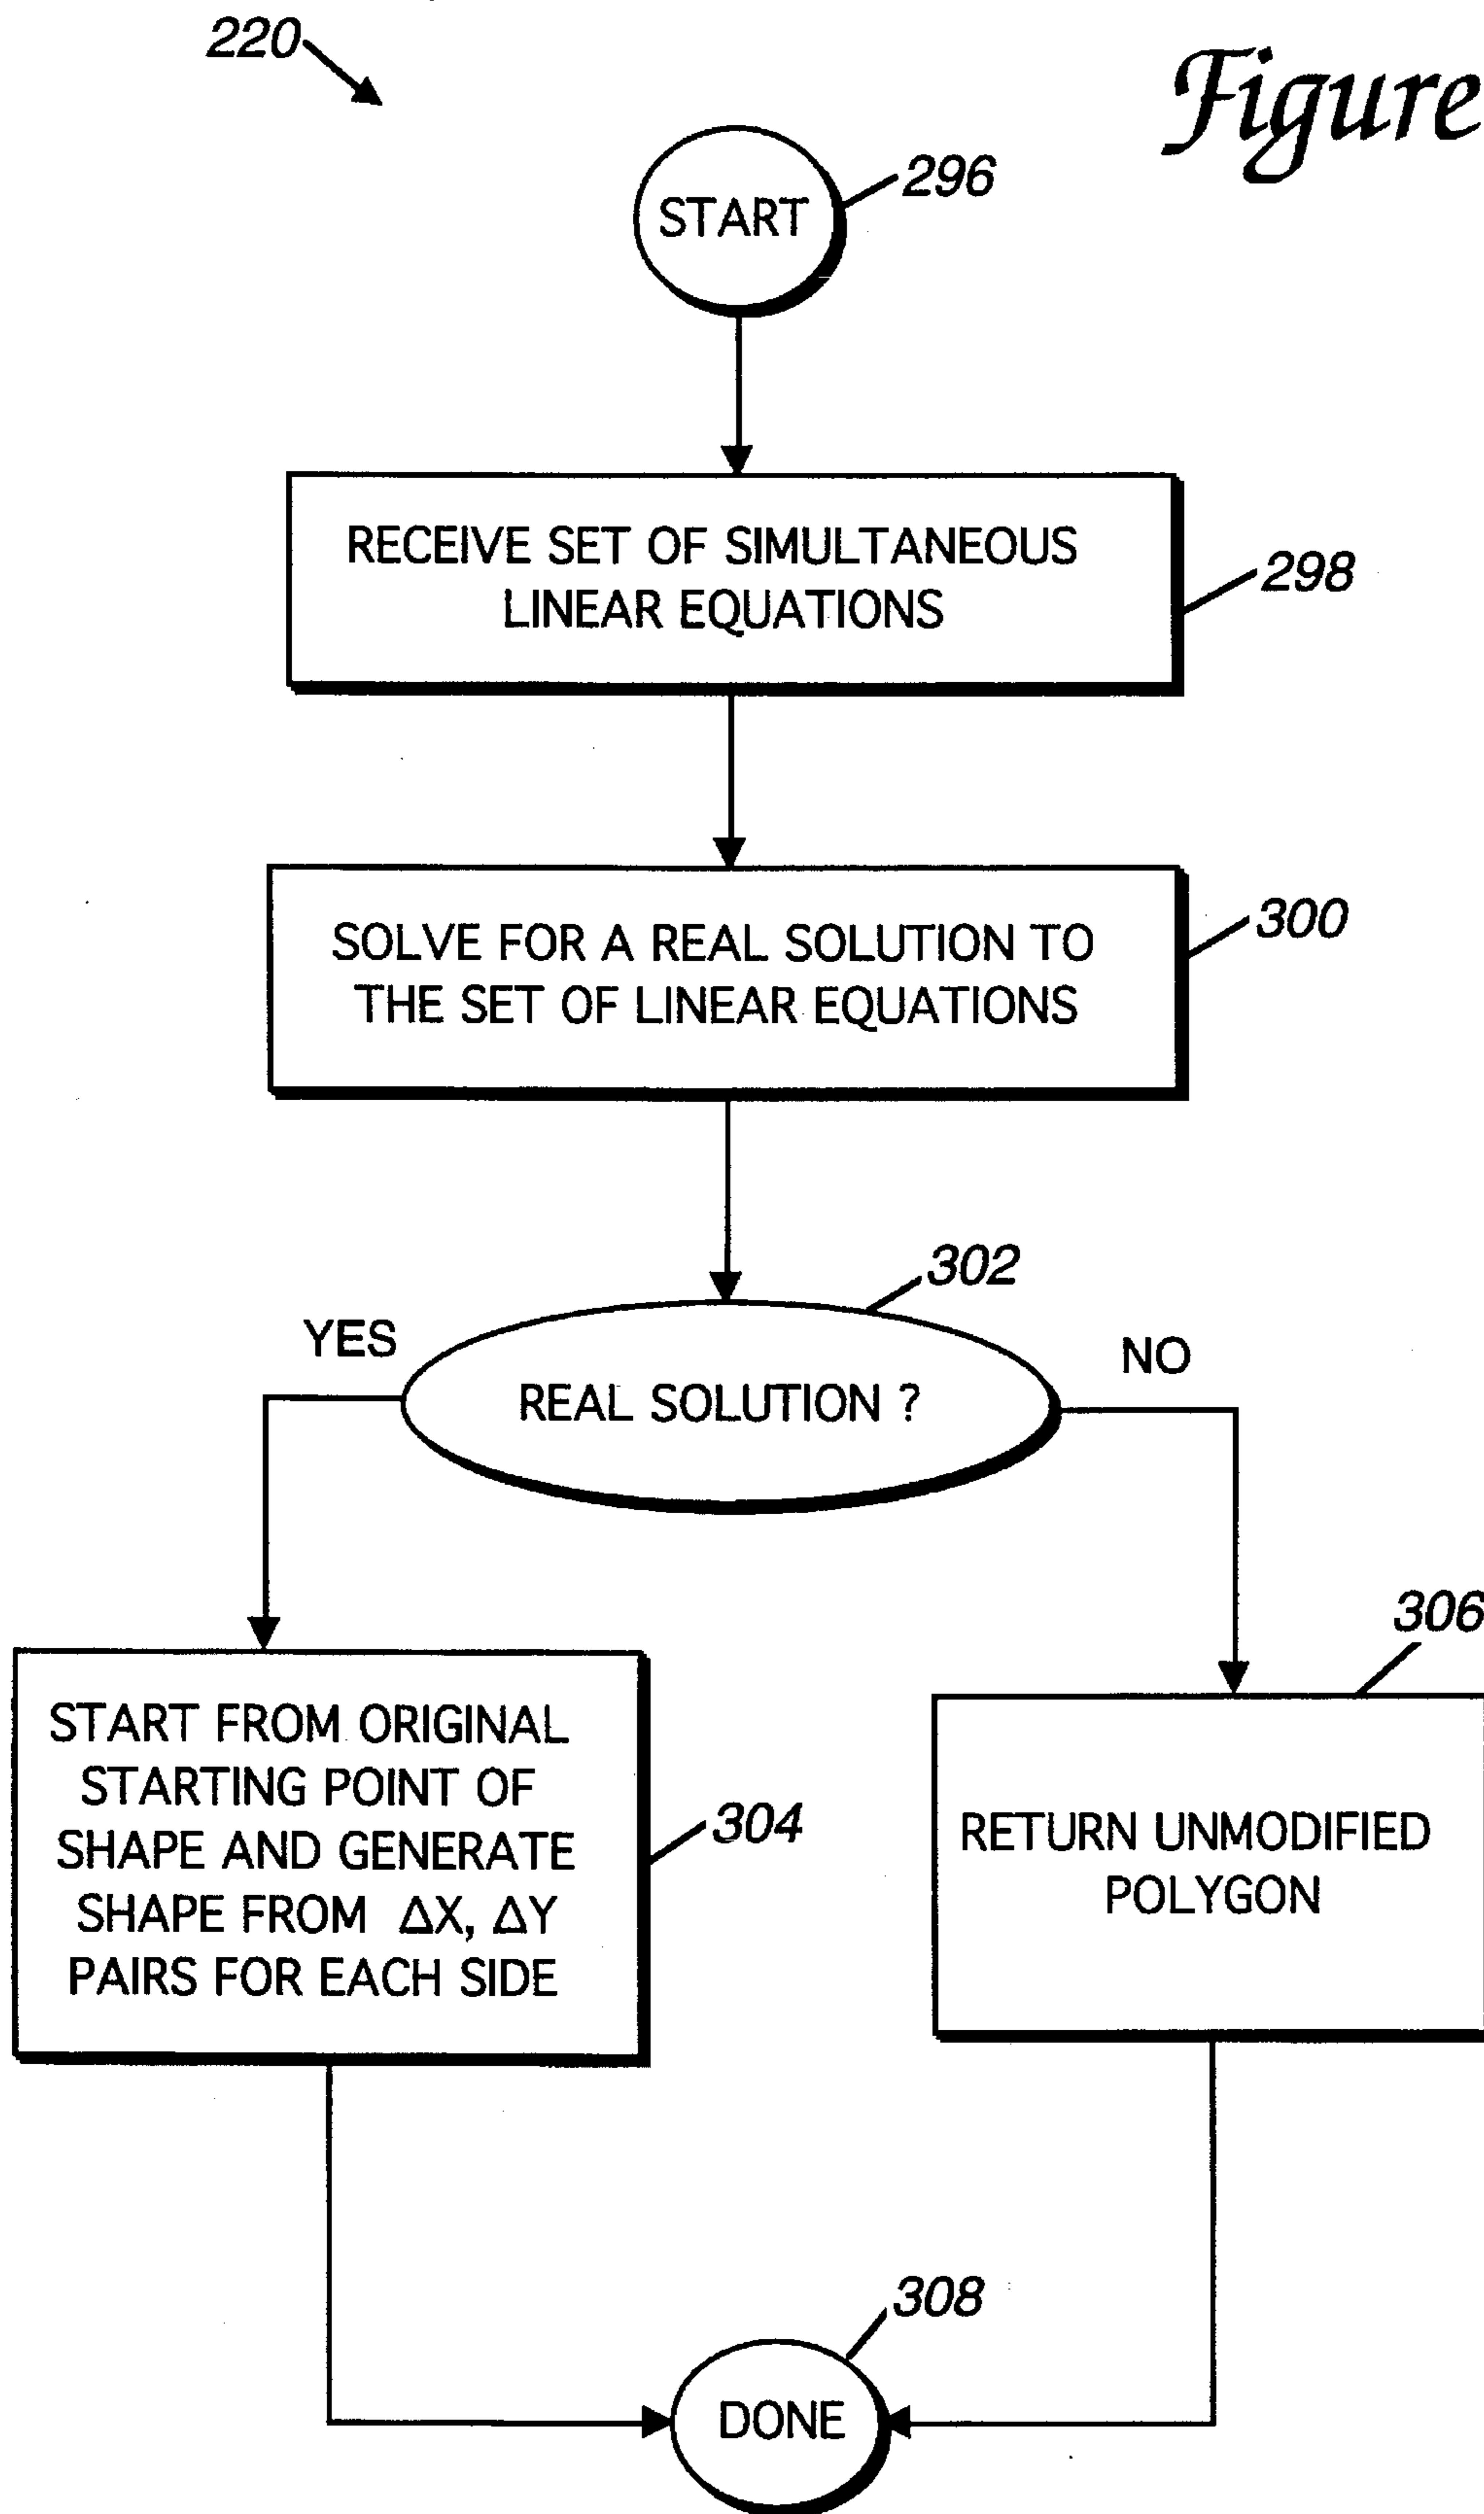 220
Figure
START
296
RECEIVE SET OF SIMULTANEOUS
LINEAR EQUATIONS
298
SOLVE FOR A REAL SOLUTION TO
THE SET OF LINEAR EQUATIONS
300
302
YES
NO
REAL SOLUTION ?
306
START FROM ORIGINAL
STARTING POINT OF
SHAPE AND GENERATE
SHAPE FROM ΔX, ΔY
PAIRS FOR EACH SIDE
304
RETURN UNMODIFIED
POLYGON
308
DONE